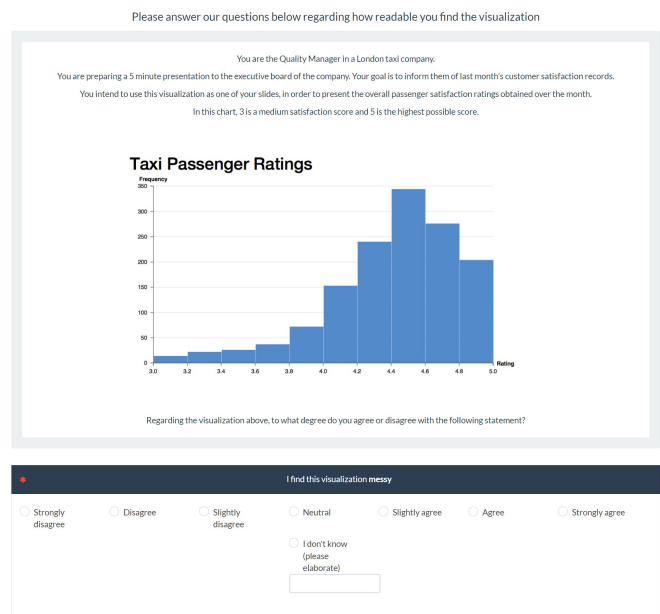 Please answer our questions below regarding how readable you find the visualization
You are the Quality Manager in a London taxi company.
You are preparing a 5 minute presentation to the executive board of the company. Your goal is to inform them of last month's customer satisfaction records.
You intend to use this visualization as one of your slides, in order to present the overall passenger satisfaction ratings obtained over the month.
In this chart, 3 is a medium satisfaction score and 5 is the highest possible score.
Taxi Passenger Ratings
Frequency
350
300
250
200
150
100
50
0
3.0 3.2 3.4 3.6 3.8 4.0 4.2 4.4 4.6 4.8 5.0
Rating
Regarding the visualization above, to what degree do you agree or disagree with the following statement?
* I find this visualization messy
Strongly disagree
Disagree
Slightly disagree
Neutral
Slightly agree
Agree
Strongly agree
I don't know
(please
elaborate)